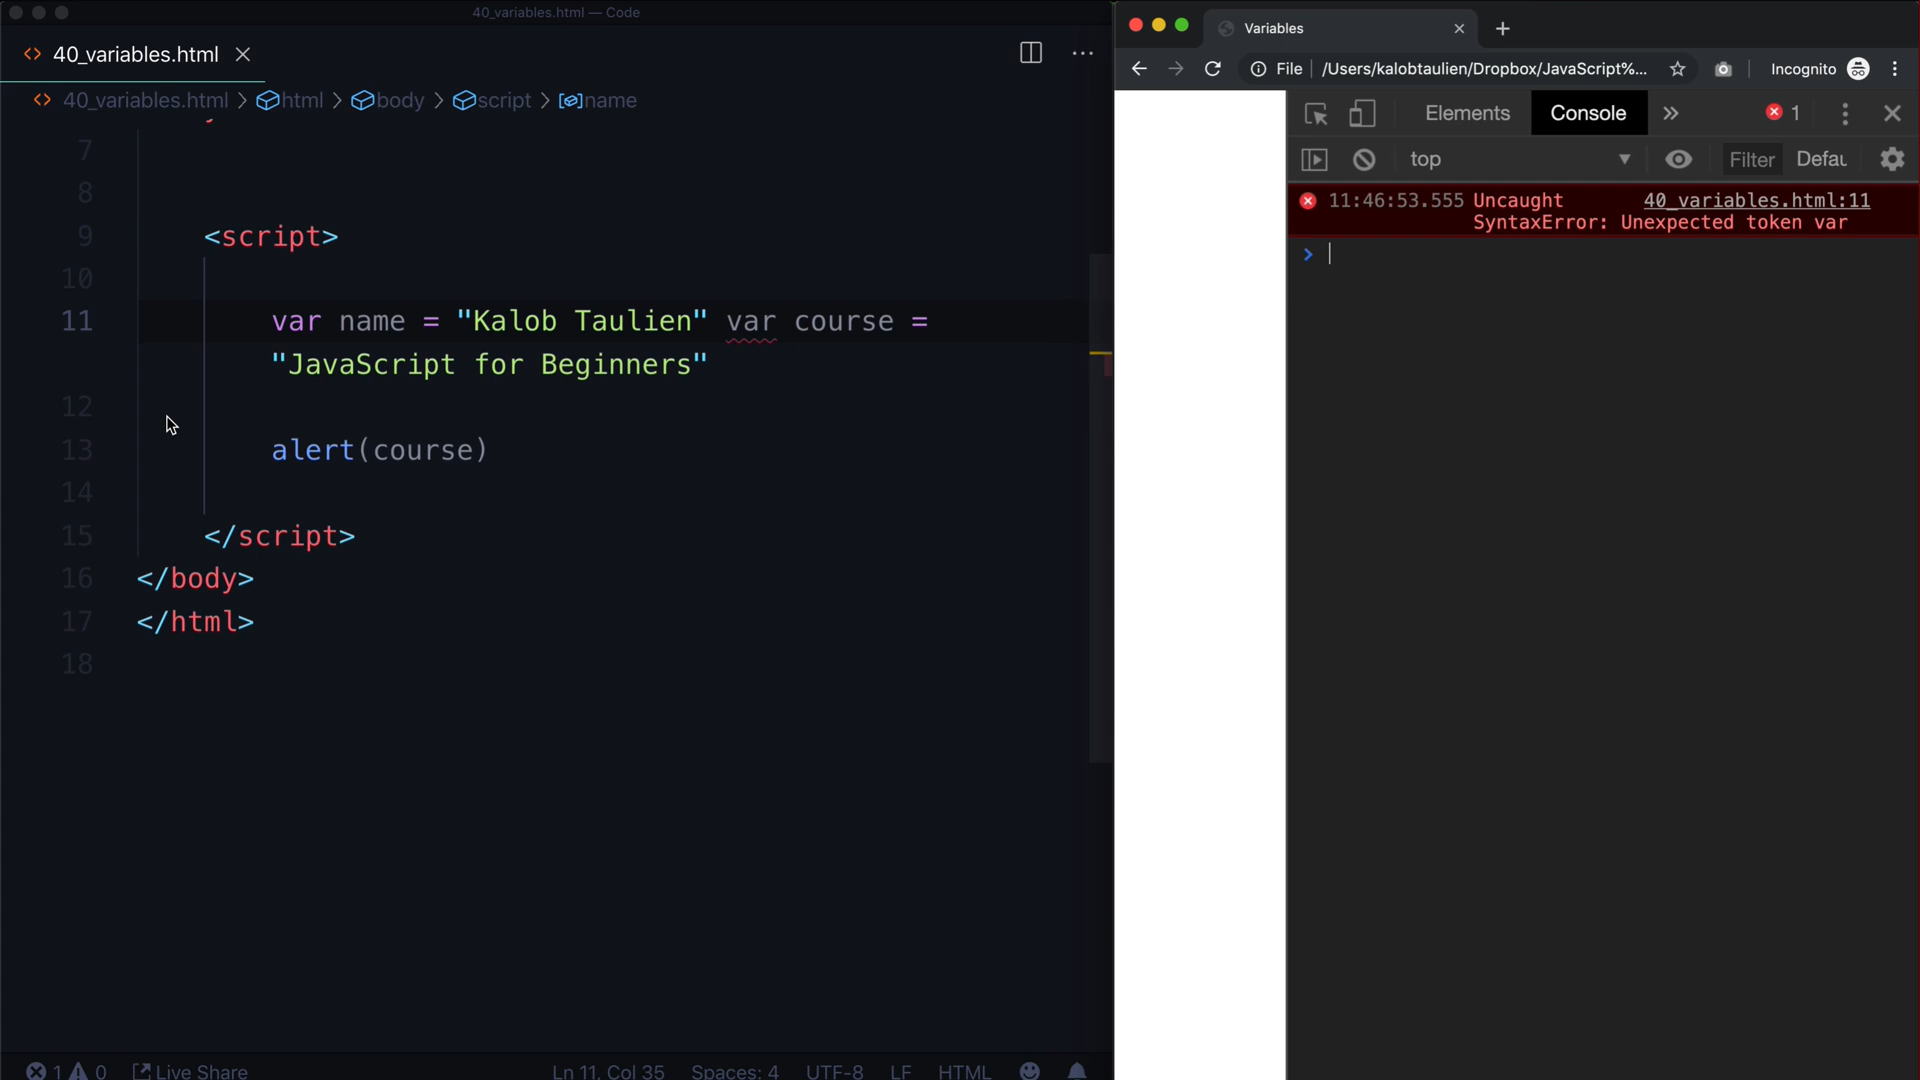 40_variables.html — Code
40_variables.html
40_variables.html > html > body > script > name
7
8
9 <script>
10
11 var name = "Kalob Taulien" var course =
"JavaScript for Beginners"
12
13 alert(course)
14
15 </script>
16 </body>
17 </html>
18
1 0 Live Share Ln 11, Col 35 Spaces: 4 UTF-8 LF HTML
Variables
File /Users/kalobtaulien/Dropbox/JavaScript%... Incognito
Elements Console 1
top Filter Defau
11:46:53.555 Uncaught 40_variables.html:11
SyntaxError: Unexpected token var